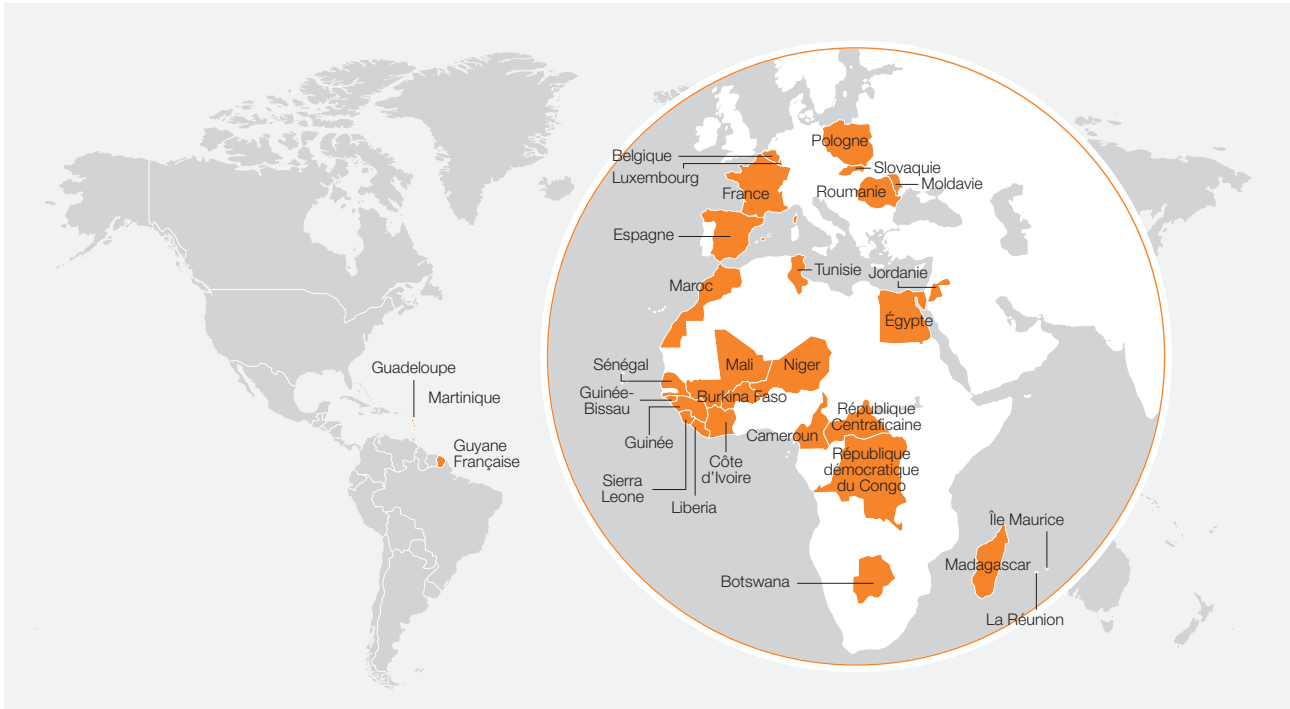 Pologne
Belgique
Slovaquie
Luxembourg
Moldavie
France
Roumanie
Espagne
Tunisie
Jordanie
Maroc
Égypte
Sénégal
Mali
Niger
Guadeloupe
Guinée-
Bissau
Burkina Faso
Martinique
République
Centraficaine
Cameroun
Guinée
Guyane
Française
République
démocratique
du Congo
Côte
d'Ivoire
Sierra
Leone
Liberia
Île Maurice
Madagascar
Botswana
La Réunion